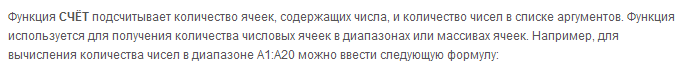 Функция СЧЁТ подсчитывает количество ячеек, содержащих числа, и количество чисел в списке аргументов. Функция
используется для получения количества числовых ячеек в диапазонах или массивах ячеек. Например, для
вычисления количества чисел в диапазоне A1:A20 можно ввести следующую формулу: